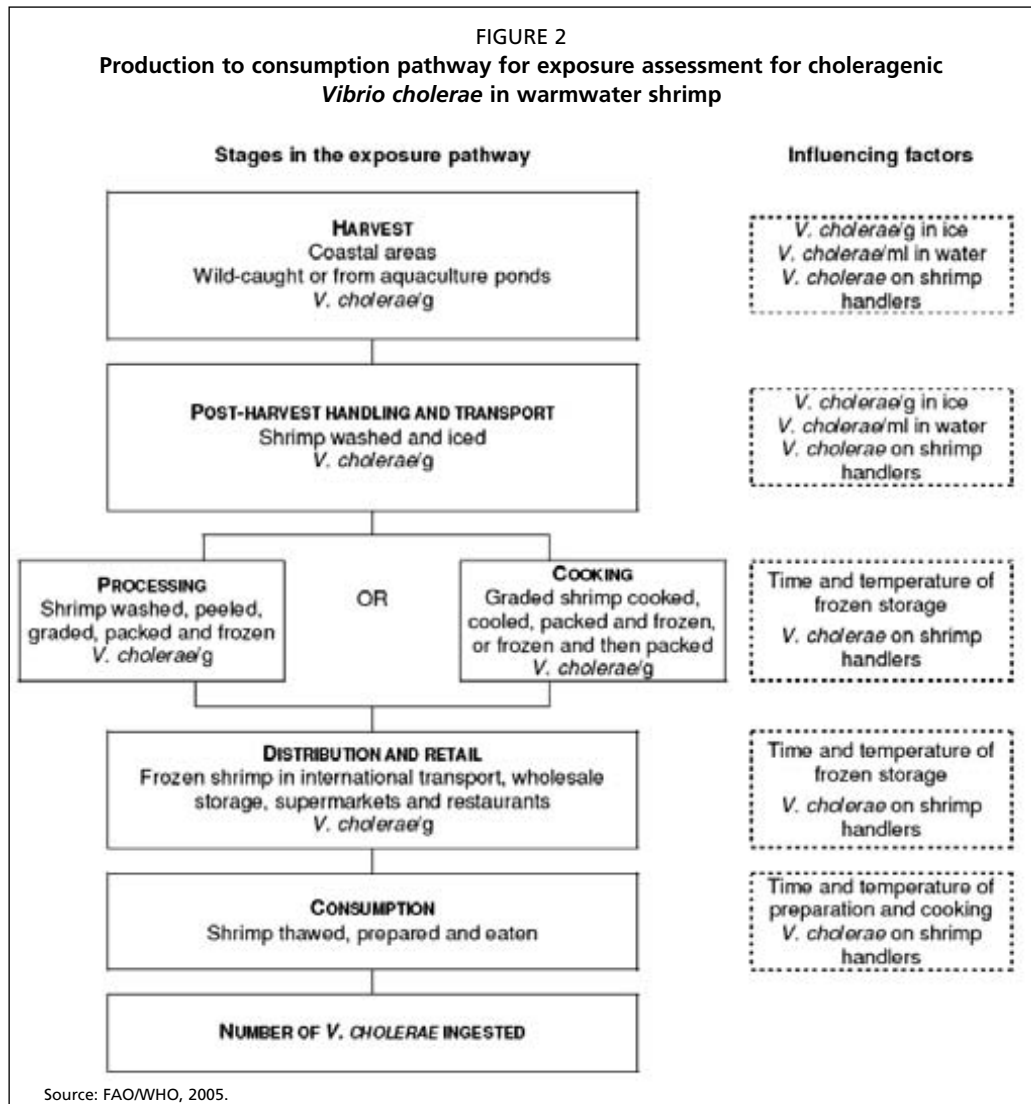 FIGURE 2
Production to consumption pathway for exposure assessment for choleragenic
Vibrio cholerae in warmwater shrimp
Stages in the exposure pathway
Influencing factors
HARVEST
Coastal areas
Wild-caught or from aquaculture ponds
V. cholerae/g
V. cholerae/g in ice
V. cholerae/ml in water
V. cholerae on shrimp
handlers
POST-HARVEST HANDLING AND TRANSPORT
Shrimp washed and iced
V. cholerae/g
V. cholerae/g in ice
V. cholerae/ml in water
V. cholerae on shrimp
handlers
PROCESSING
Shrimp washed, peeled,
graded, packed and frozen
V. cholerae/g
OR
COOKING
Graded shrimp cooked,
cooled, packed and frozen,
or frozen and then packed
V. cholerae/g
Time and temperature of
frozen storage
V. cholerae on shrimp
handlers
DISTRIBUTION AND RETAIL
Frozen shrimp in international transport, wholesale
storage, supermarkets and restaurants
V. cholerae/g
Time and temperature of
frozen storage
V. cholerae on shrimp
handlers
CONSUMPTION
Shrimp thawed, prepared and eaten
Time and temperature of
preparation and cooking
V. cholerae on shrimp
handlers
NUMBER OF V. CHOLERAE INGESTED
Source: FAO/WHO, 2005.